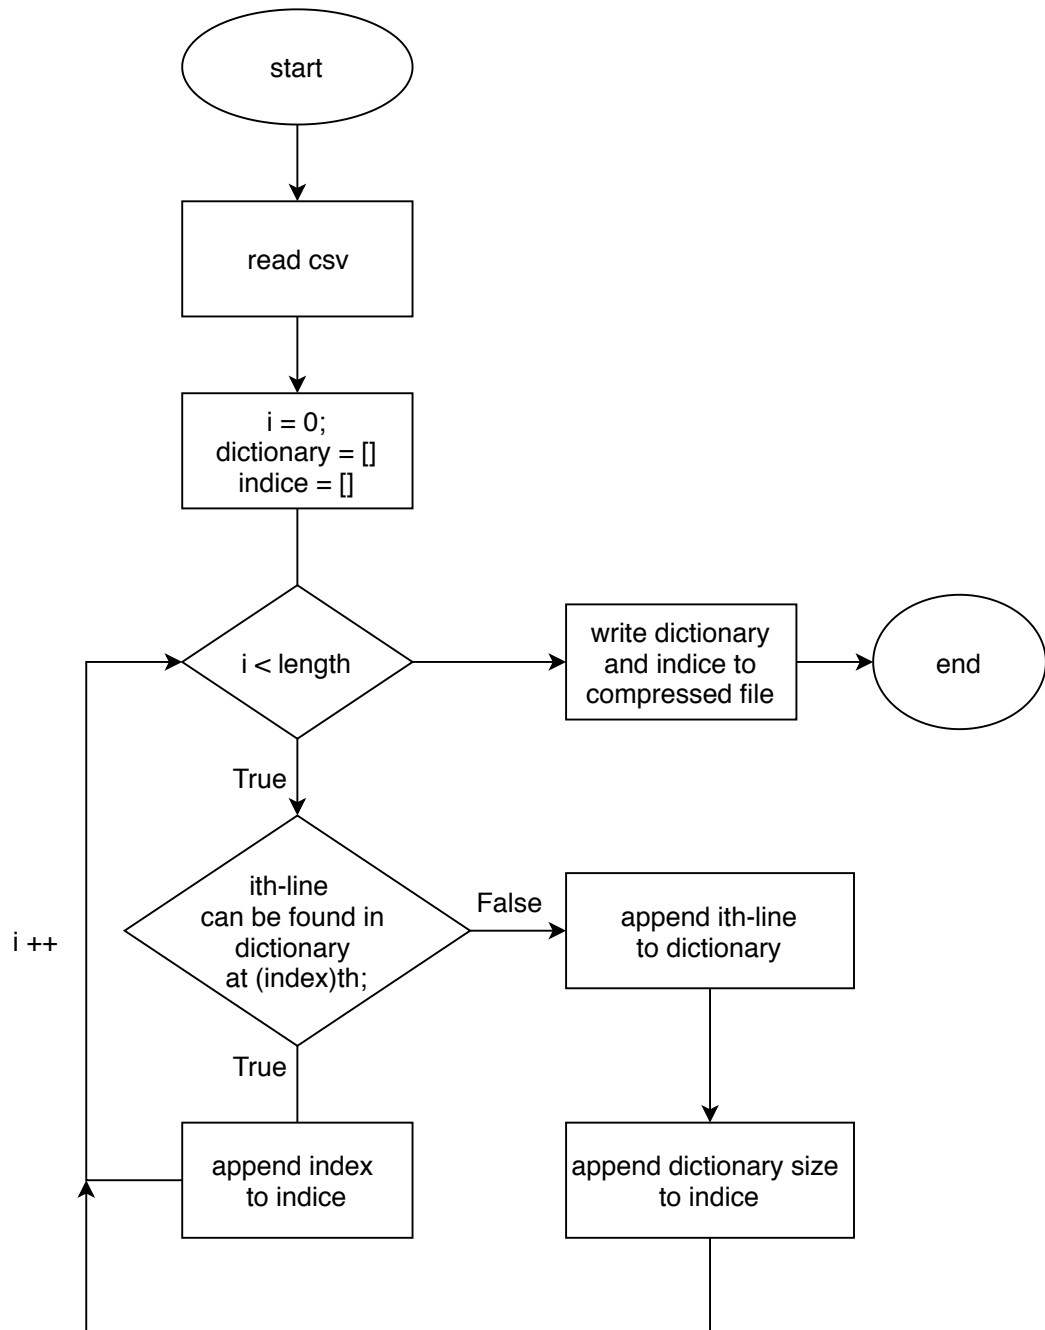 start
read csv
i = 0;
dictionary = []
indice = []
i < length
write dictionary
and indice to
compressed file
end
True
ith-line
can be found in
dictionary
at (index)th;
False
append ith-line
to dictionary
i ++
True
append index
to indice
append dictionary size
to indice